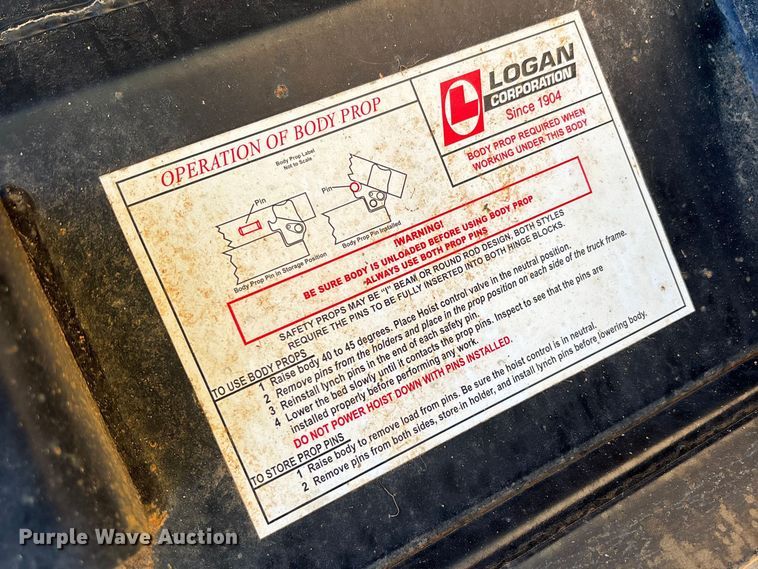 OPERATION OF BODY PROP
L
LOGAN
CORPORATION
Since 1904
BODY PROP REQUIRED WHEN
WORKING UNDER THIS BODY
Body Prop Label
Not to Scale
Pin
Pin
Body Prop Pin In Storage Position
Body Prop Pin Installed
!WARNING!
BE SURE BODY IS UNLOADED BEFORE USING BODY PROP
*ALWAYS USE BOTH PROP PINS
SAFETY PROPS MAY BE "I" BEAM OR ROUND ROD DESIGN, BOTH STYLES
REQUIRE THE PINS TO BE FULLY INSERTED INTO BOTH HINGE BLOCKS.
TO USE BODY PROPS
1 Raise body 40 to 45 degrees. Place Hoist control valve in the neutral position.
2 Remove pins from the holders and place in the prop position on each side of the truck frame.
3 Reinstall lynch pins in the end of each safety pin.
4 Lower the bed slowly until it contacts the prop pins. Inspect to see that the pins are
installed properly before performing any work.
DO NOT POWER HOIST DOWN WITH PINS INSTALLED.
TO STORE PROP PINS
1 Raise body to remove load from pins. Be sure the hoist control is in neutral.
2 Remove pins from both sides, store in holder, and install lynch pins before lowering body.
Purple Wave Auction